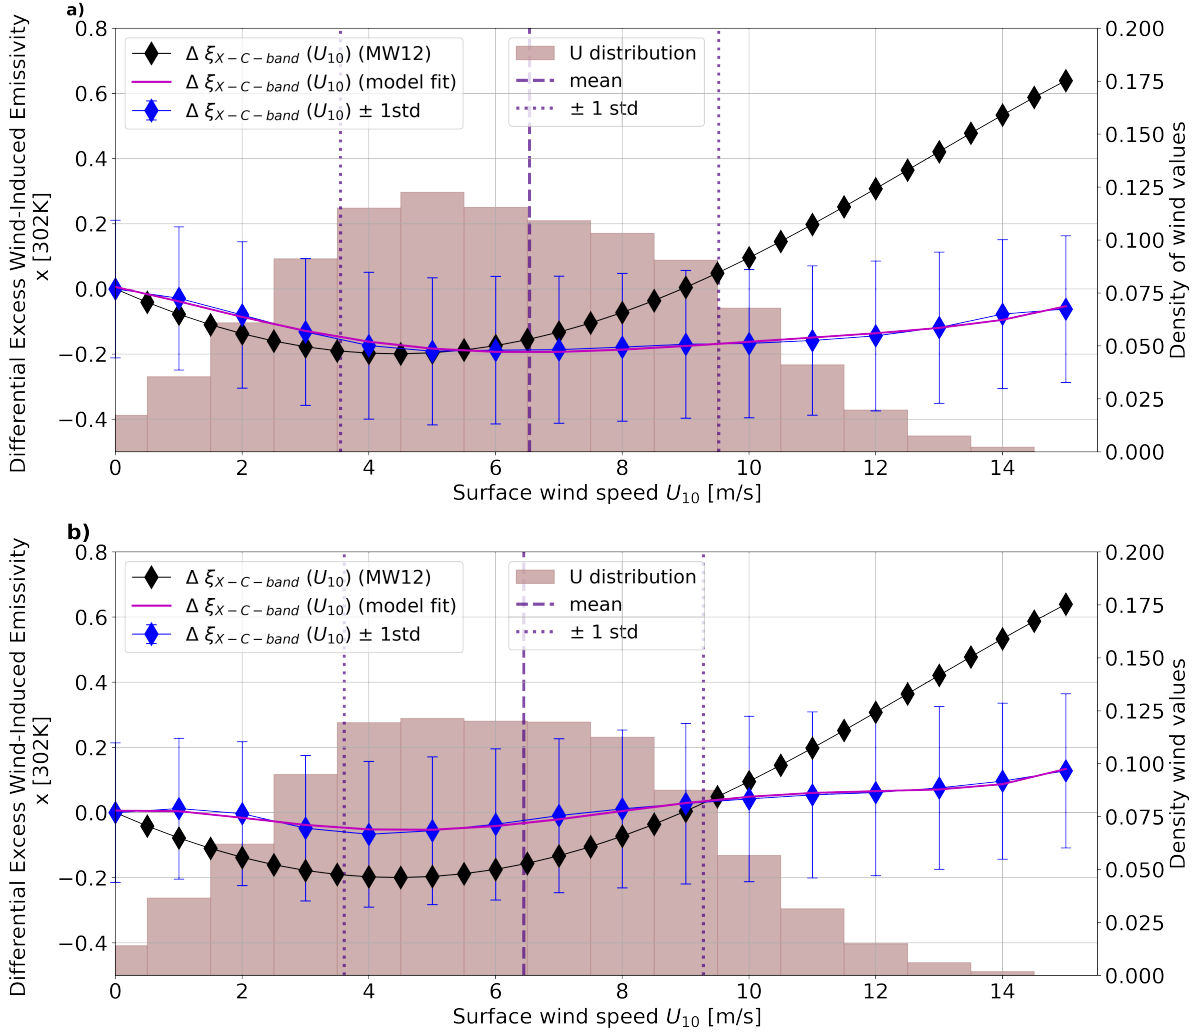 a)
Differential Excess Wind-Induced Emissivity
x [302K]
0.8
0.6
0.4
0.2
0.0
−0.2
−0.4
Δ ξX−C−band (U10) (MW12)
Δ ξX−C−band (U10) (model fit)
Δ ξX−C−band (U10) ± 1std
U distribution
mean
± 1 std
0.200
0.175
0.150
0.125
0.100
0.075
0.050
0.025
0.000
Density of wind values
0 2 4 6 8 10 12 14
Surface wind speed U10 [m/s]
b)
Differential Excess Wind-Induced Emissivity
x [302K]
0.8
0.6
0.4
0.2
0.0
−0.2
−0.4
Δ ξX−C−band (U10) (MW12)
Δ ξX−C−band (U10) (model fit)
Δ ξX−C−band (U10) ± 1std
U distribution
mean
± 1 std
0.200
0.175
0.150
0.125
0.100
0.075
0.050
0.025
0.000
Density wind values
0 2 4 6 8 10 12 14
Surface wind speed U10 [m/s]